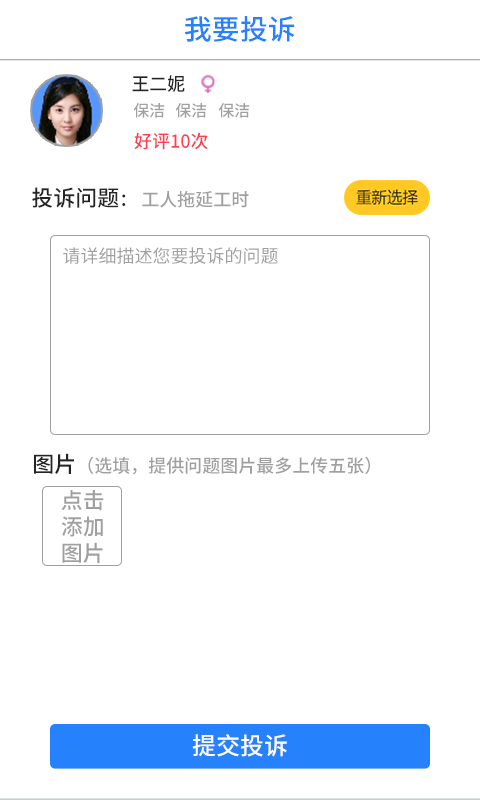 我要投诉
王二妮
保洁 保洁 保洁
好评10次
投诉问题： 工人拖延工时 重新选择
请详细描述您要投诉的问题
图片（选填，提供问题图片最多上传五张）
点击
添加
图片
提交投诉